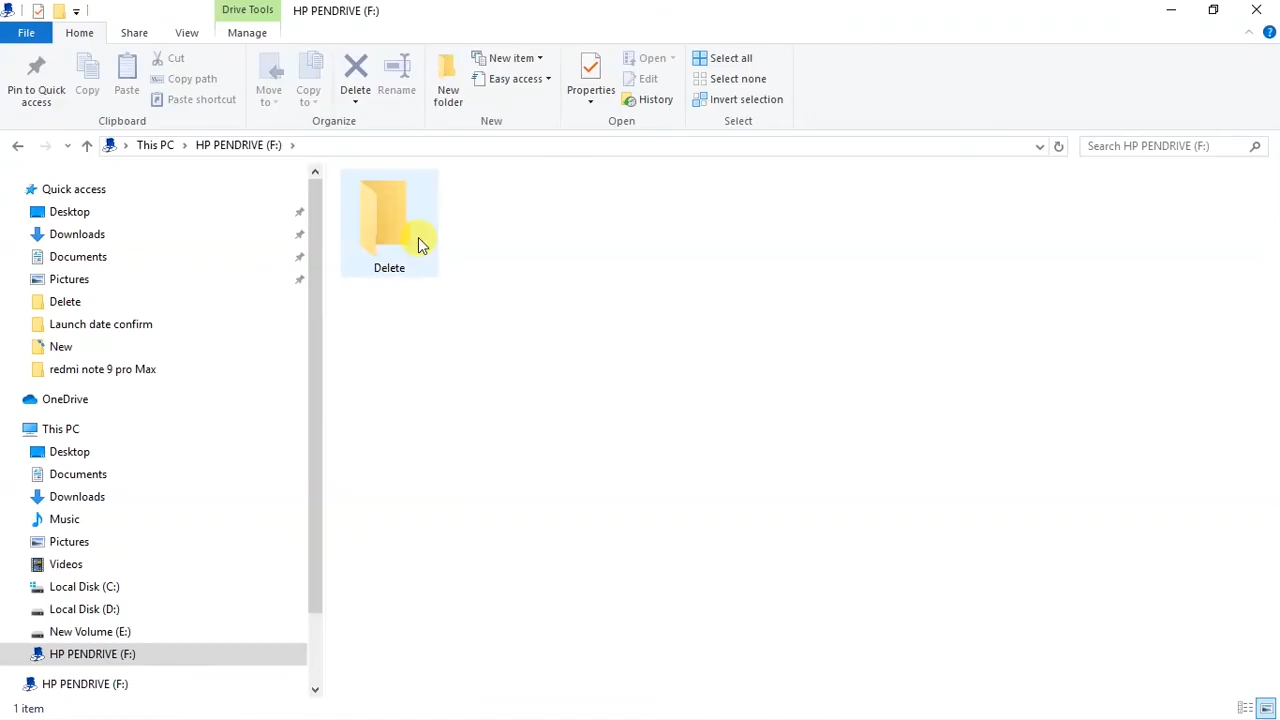 Drive Tools
HP PENDRIVE (F:)
File
Home
Share
View
Manage
Pin to Quick access
Copy
Paste
Cut
Copy path
Paste shortcut
Clipboard
Move to
Copy to
Delete
Rename
Organize
New folder
New item
Easy access
New
Properties
Open
Edit
History
Open
Select all
Select none
Invert selection
Select
This PC
HP PENDRIVE (F:)
Search HP PENDRIVE (F:)
Quick access
Desktop
Downloads
Documents
Pictures
Delete
Launch date confirm
New
redmi note 9 pro Max
OneDrive
This PC
Desktop
Documents
Downloads
Music
Pictures
Videos
Local Disk (C:)
Local Disk (D:)
New Volume (E:)
HP PENDRIVE (F:)
HP PENDRIVE (F:)
Delete
1 item